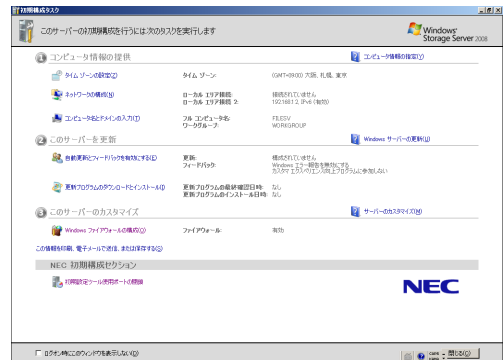 初期構成タスク
このサーバーの初期構成を行うには次のタスクを実行します
Windows
Storage Server 2008
1 コンピュータ情報の提供
コンピュータ情報の指定(Y)
タイム ゾーンの設定(Z)
タイム ゾーン:
(GMT+09:00) 大阪、札幌、東京
ネットワークの構成(N)
ローカル エリア接続:
接続されていません
ローカル エリア接続 2:
192.168.1.2, IPv6 (有効)
コンピュータ名とドメインの入力(T)
フル コンピュータ名:
FILESV
ワークグループ:
WORKGROUP
2 このサーバーを更新
Windows サーバーの更新(U)
自動更新とフィードバックを有効にする(E)
更新:
構成されていません
フィードバック:
Windows エラー報告を無効にする
カスタマ エクスペリエンス向上プログラムに参加しない
更新プログラムのダウンロードとインストール(I)
更新プログラムの最終確認日時:
なし
更新プログラムのインストール日時:
なし
3 このサーバーのカスタマイズ
サーバーのカスタマイズ(M)
Windows ファイアウォールの構成(O)
ファイアウォール:
有効
この情報を印刷、電子メールで送信、または保存する(S)
NEC 初期構成セクション
初期設定ツール使用ポートの開閉
NEC
ログオン時にこのウィンドウを表示しない(D)
CAPS
KANA
閉じる(C)